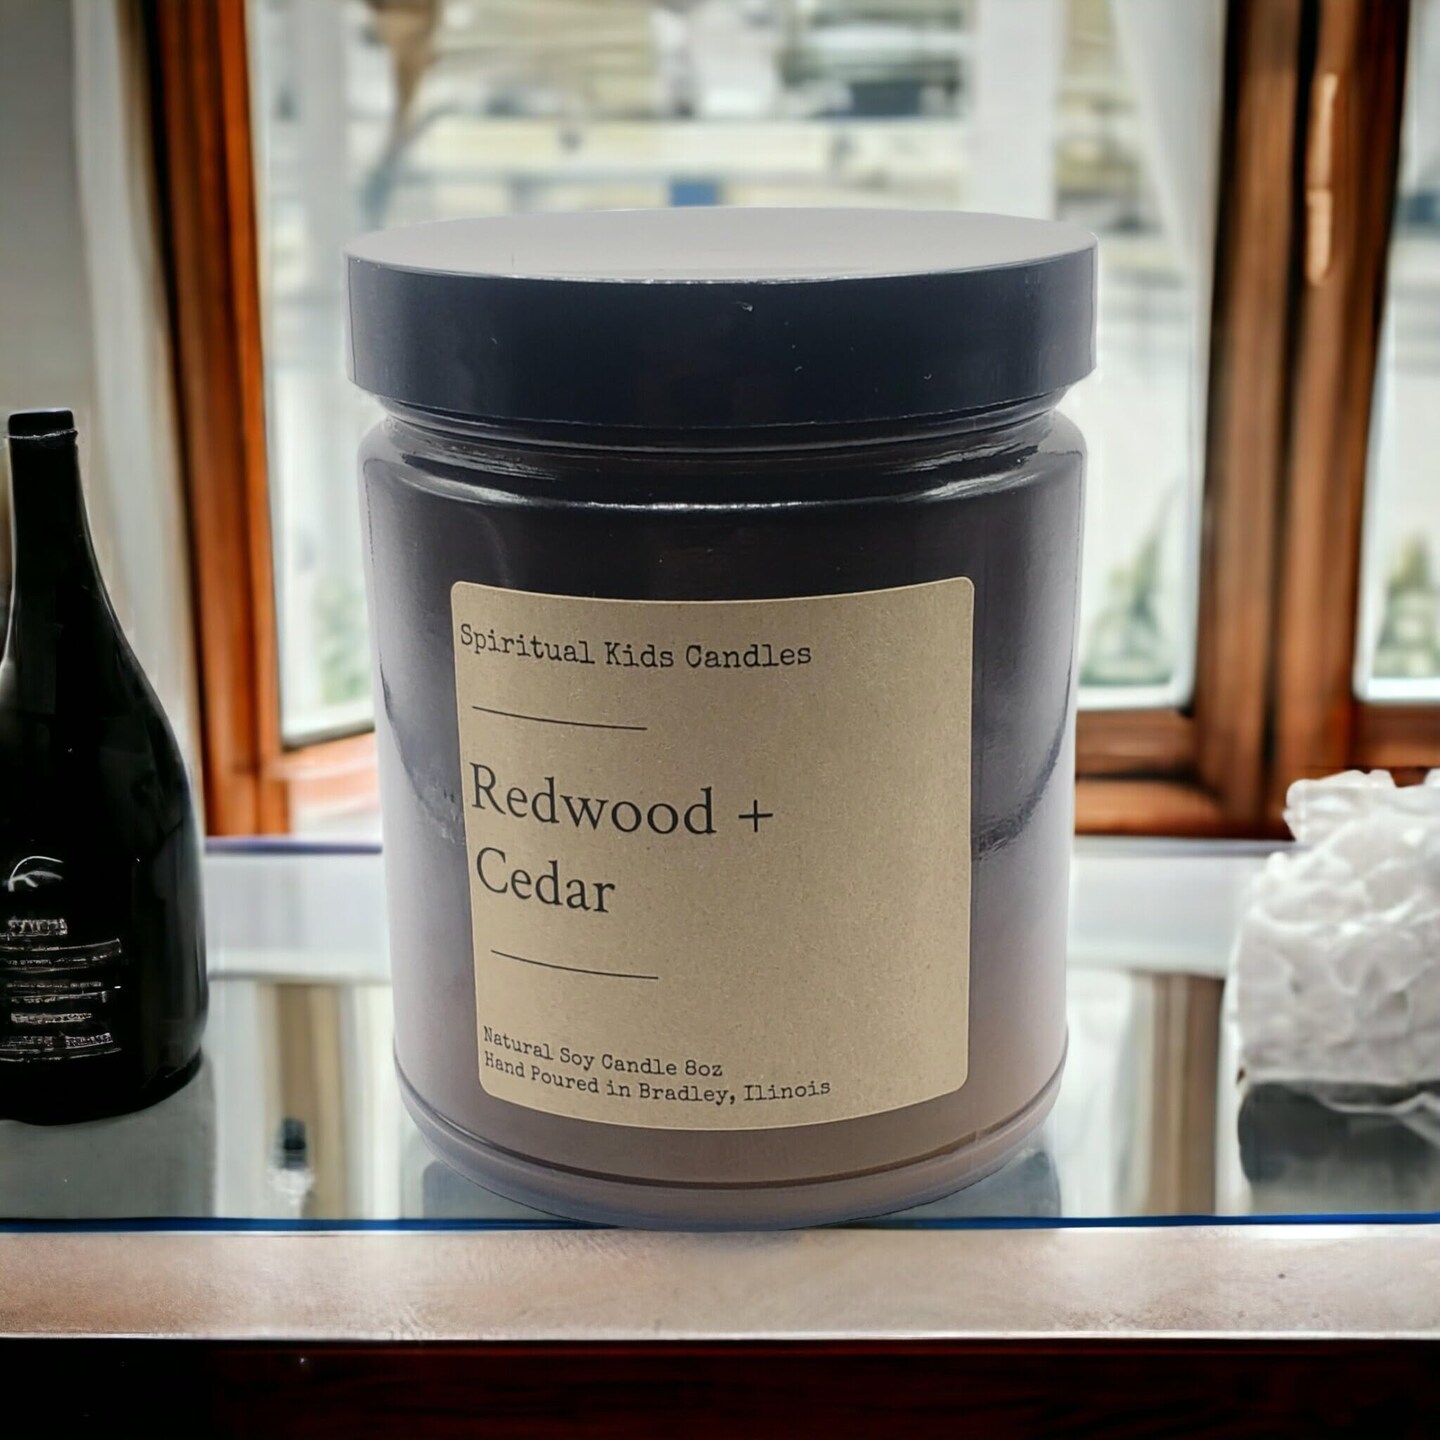 Spiritual Kids Candles
Redwood +
Cedar
Natural Soy Candle 8oz
Hand Poured in Bradley, Ilinois